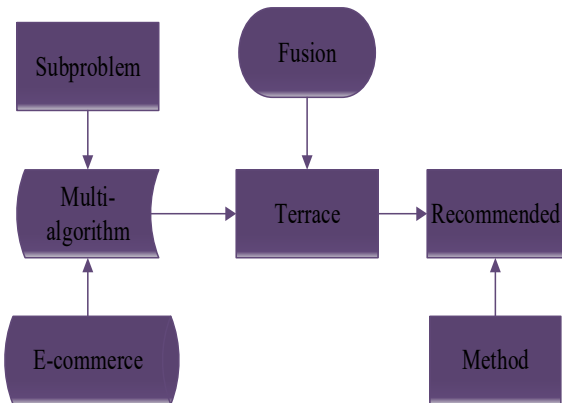 Subproblem
Fusion
Multi-
algorithm
Terrace
Recommended
E-commerce
Method